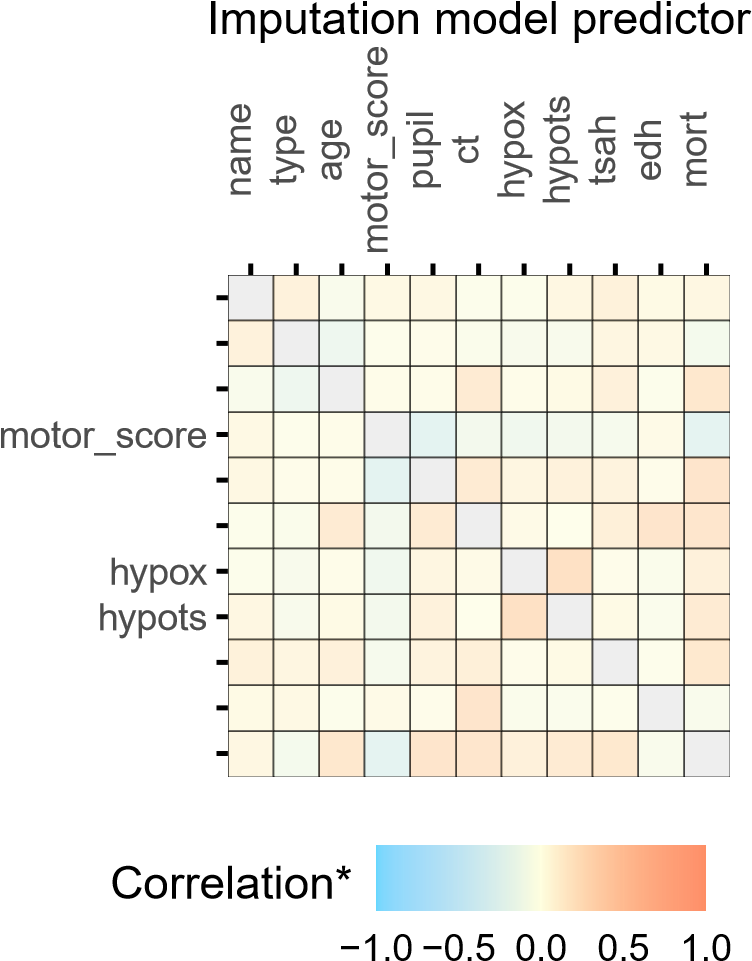 Imputation model predictor
name
type
age
motor_score
pupil
ct
hypox
hypots
tsah
edh
mort
motor_score
hypox
hypots
Correlation*
−1.0 −0.5 0.0 0.5 1.0